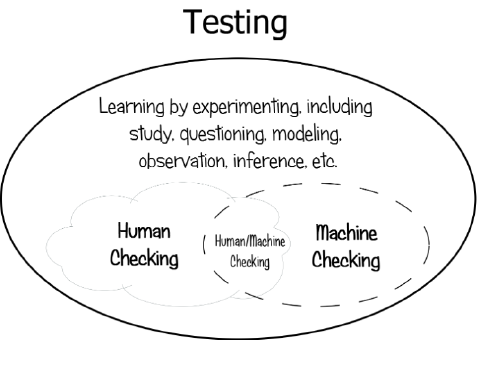 Testing
Learning by experimenting, including
study, questioning, modeling,
observation, inference, etc.
Human
Checking
Human/Machine
Checking
Machine
Checking